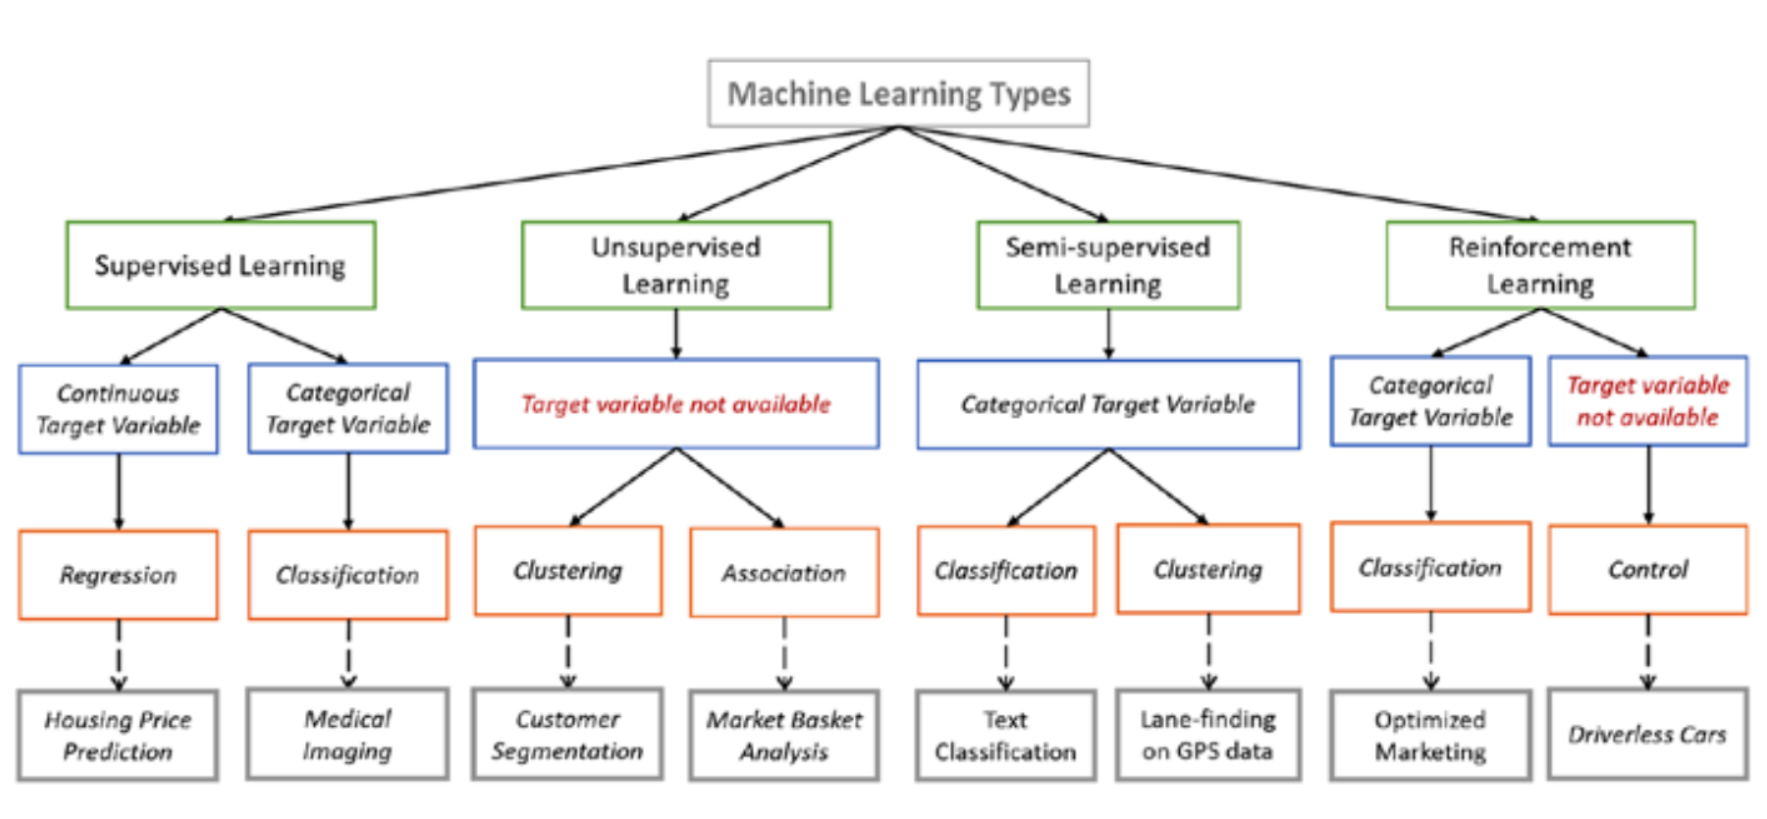 Machine Learning Types
Supervised Learning
Unsupervised
Learning
Semi-supervised
Learning
Reinforcement
Learning
Continuous
Target Variable
Categorical
Target Variable
Target variable not available
Categorical Target Variable
Categorical
Target Variable
Target variable
not available
Regression
Classification
Clustering
Association
Classification
Clustering
Classification
Control
Housing Price
Prediction
Medical
Imaging
Customer
Segmentation
Market Basket
Analysis
Text
Classification
Lane-finding
on GPS data
Optimized
Marketing
Driverless Cars